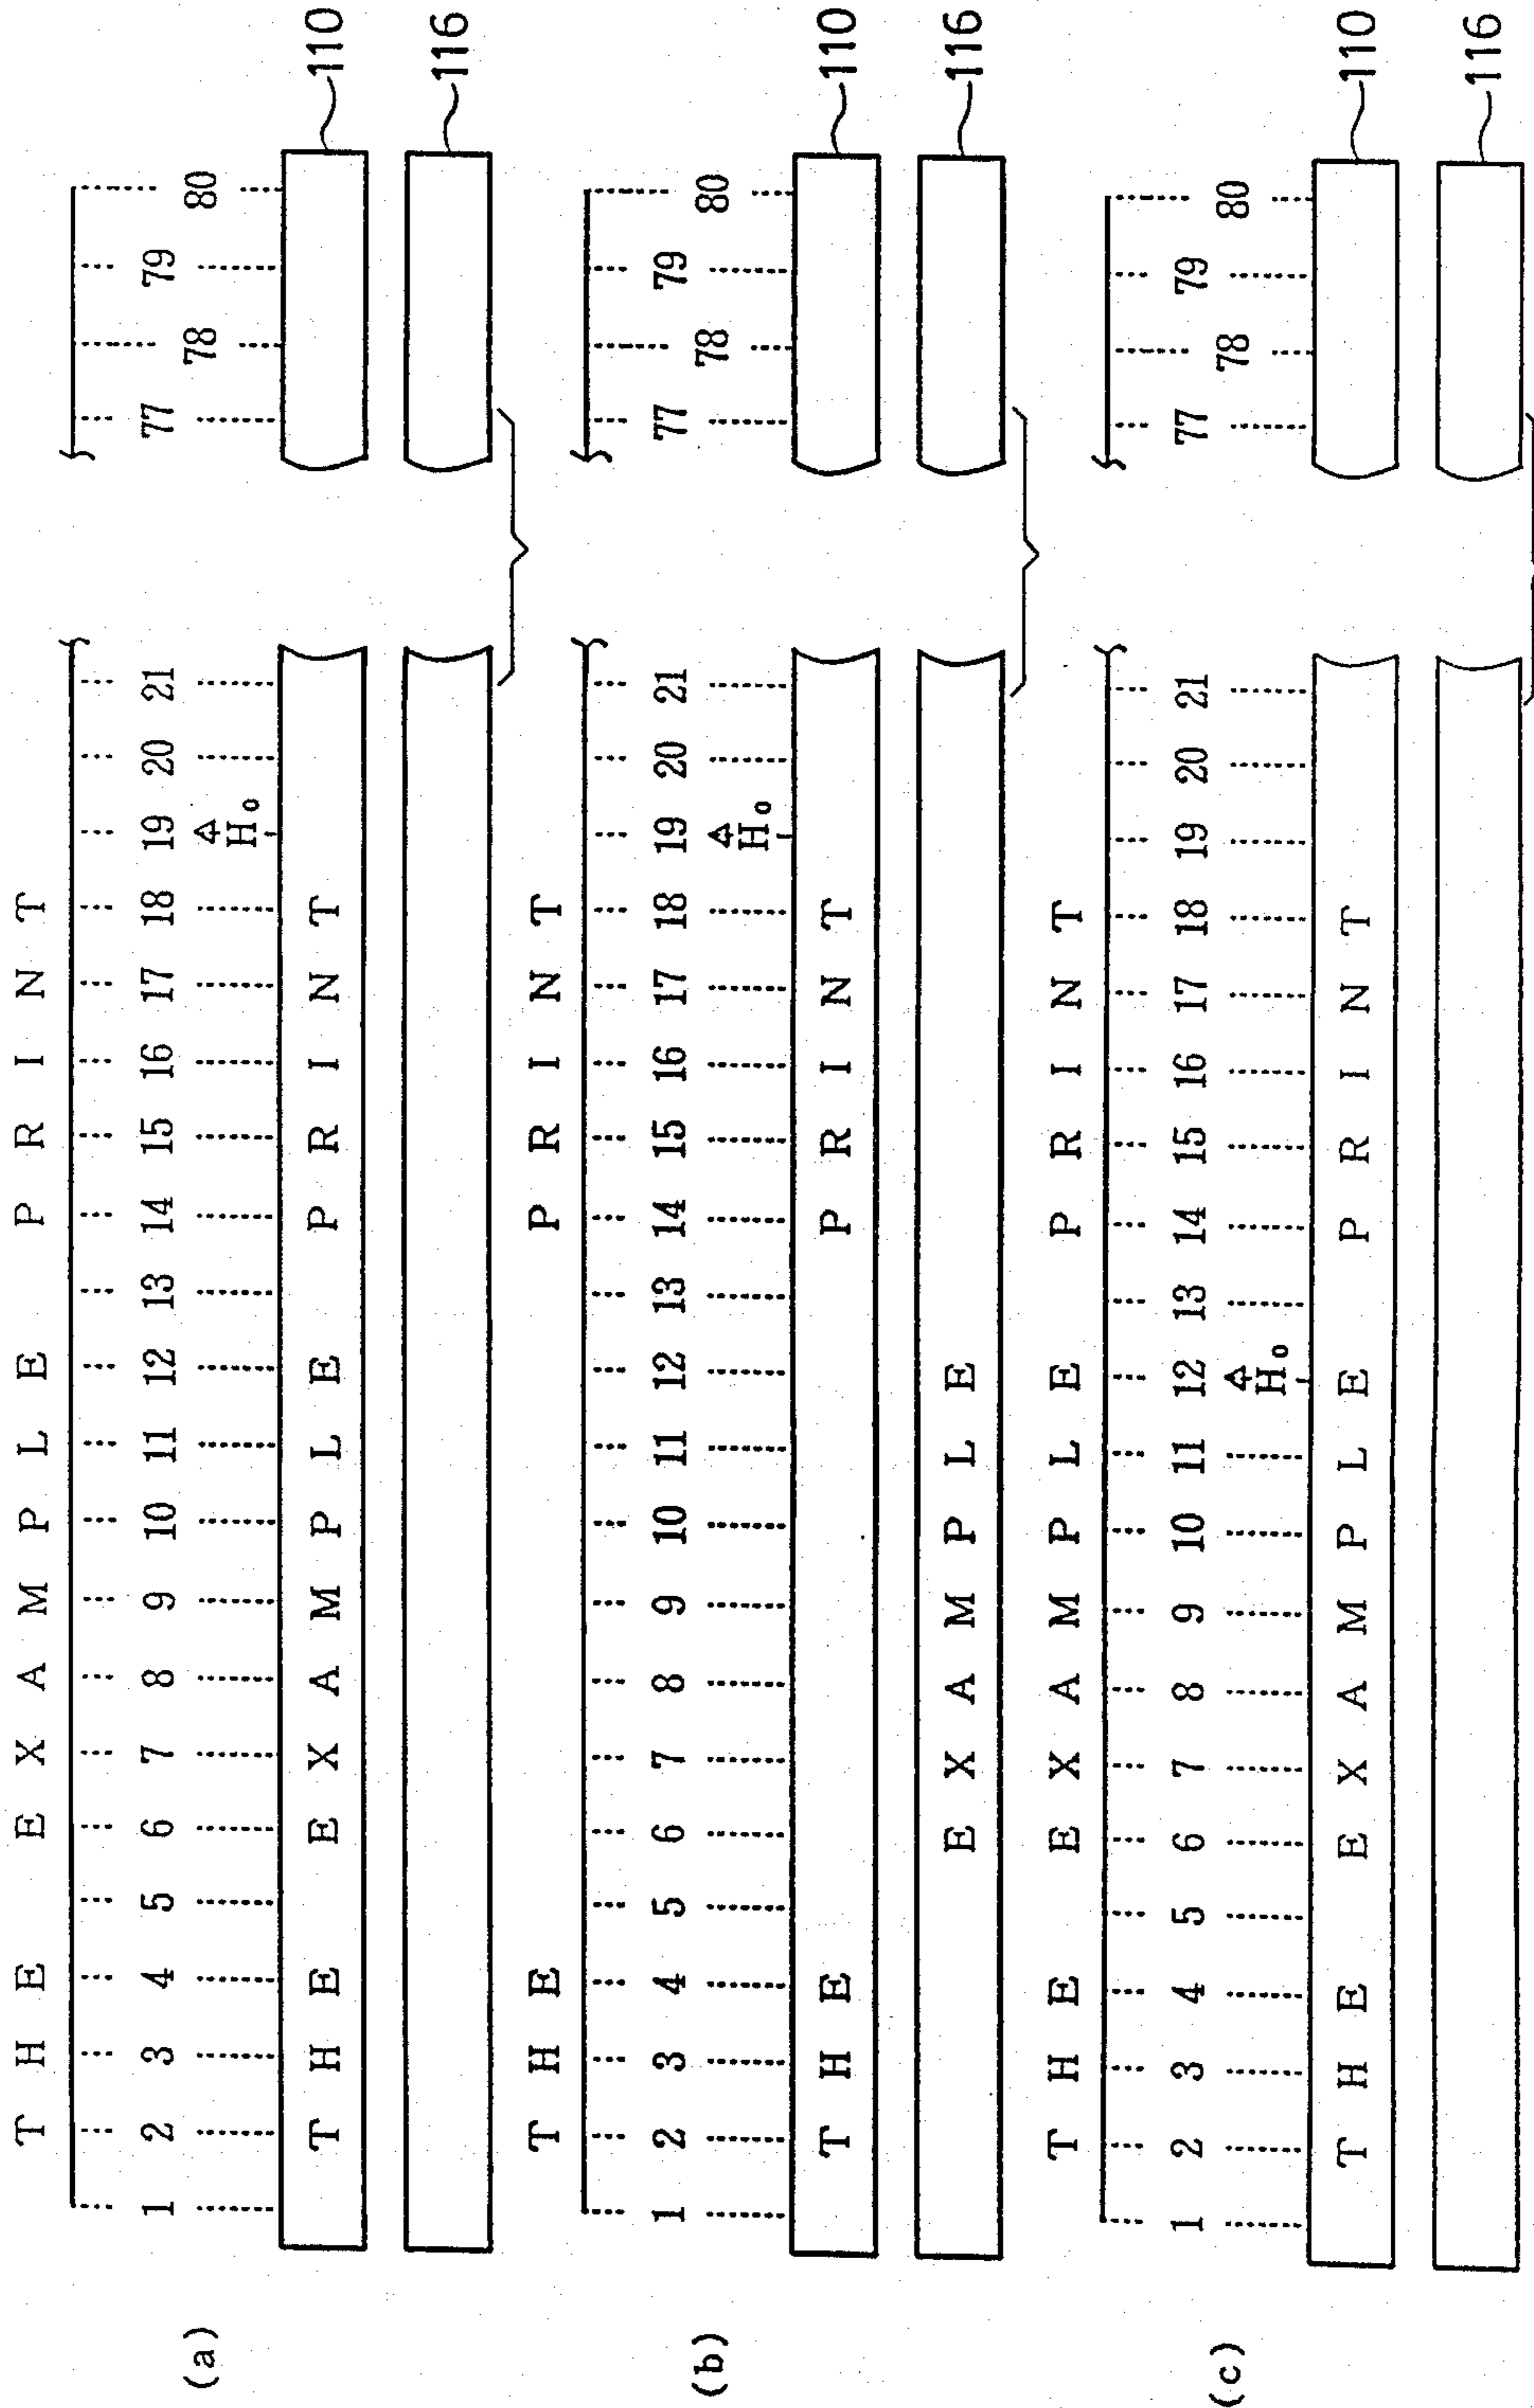 T H E E X A M P L E P R I N T
(a) 1 2 3 4 5 6 7 8 9 10 11 12 13 14 15 16 17 18 19 20 21 77 78 79 80
H₀
T H E E X A M P L E P R I N T 110
116
T H E P R I N T
(b) 1 2 3 4 5 6 7 8 9 10 11 12 13 14 15 16 17 18 19 20 21 77 78 79 80
H₀
T H E P R I N T 110
E X A M P L E 116
T H E E X A M P L E P R I N T
(c) 1 2 3 4 5 6 7 8 9 10 11 12 13 14 15 16 17 18 19 20 21 77 78 79 80
H₀
T H E E X A M P L E P R I N T 110
116